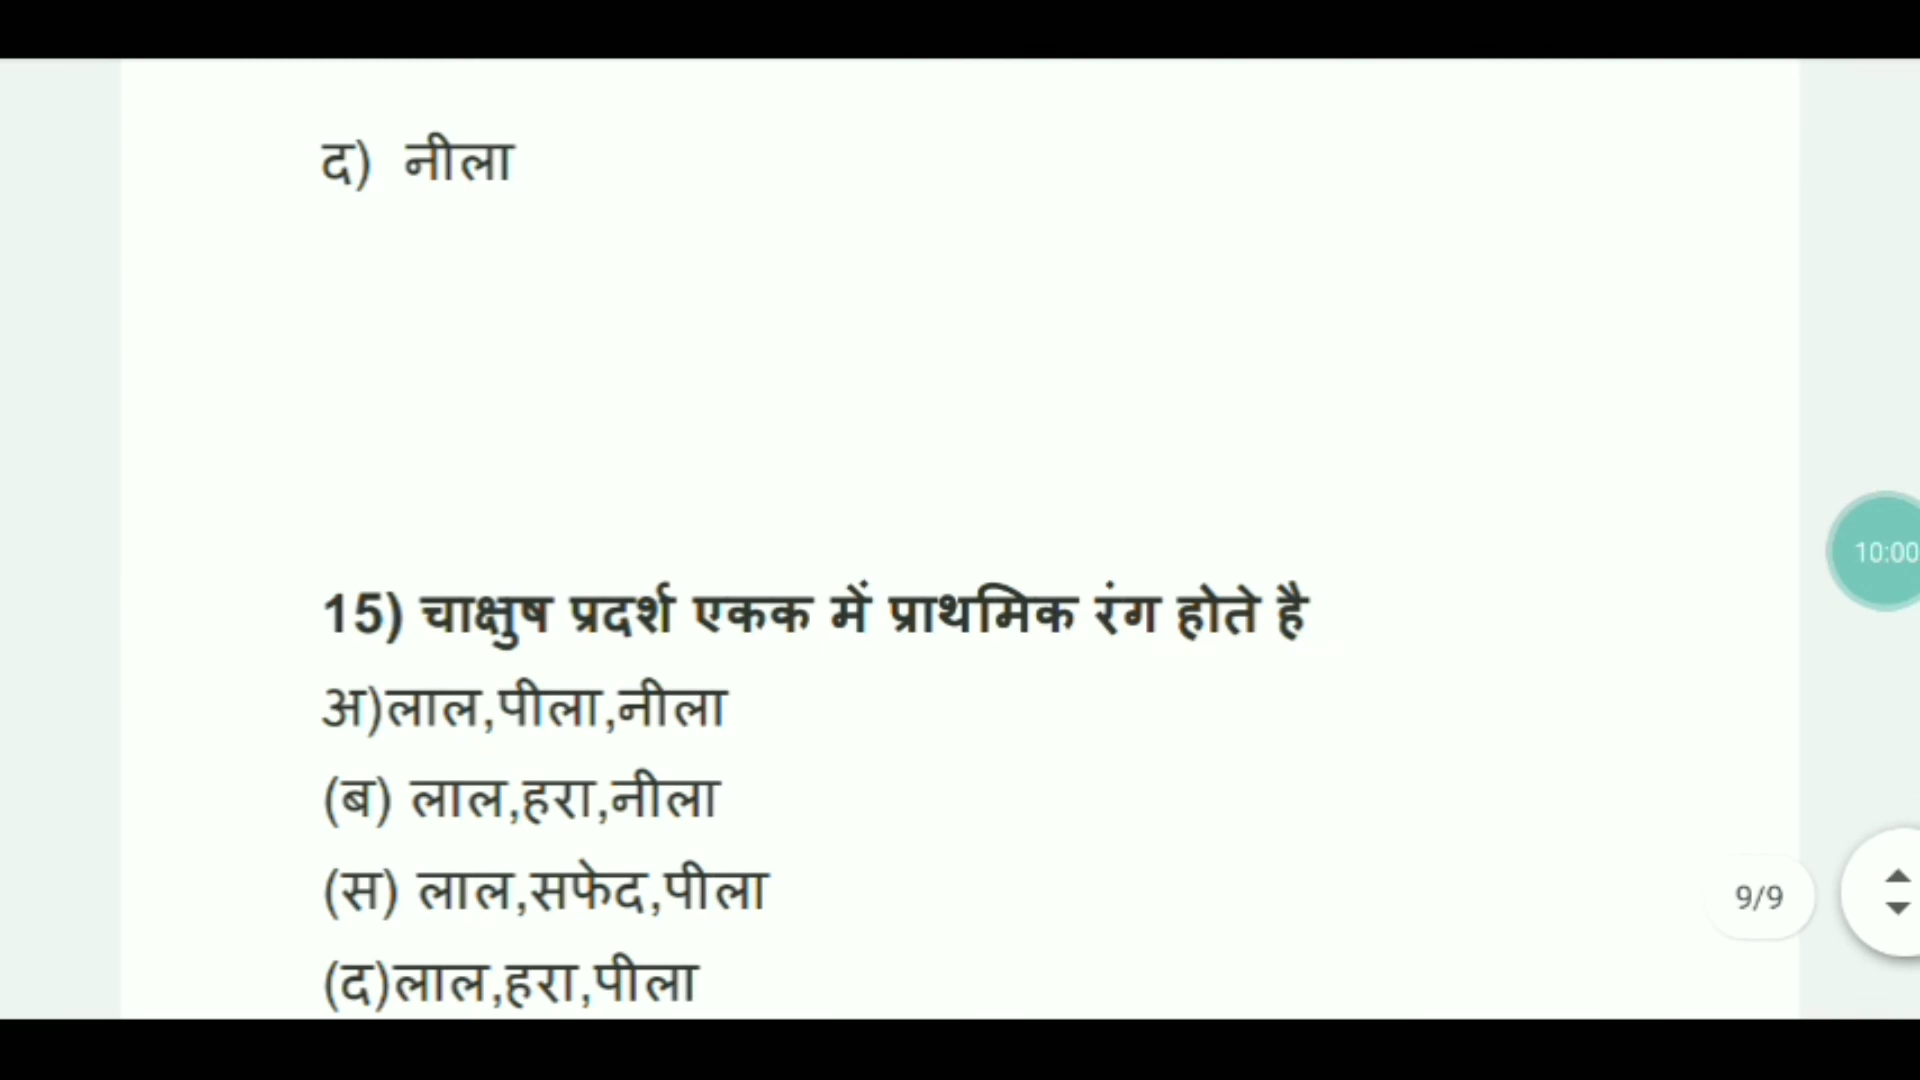 द) नीला
15) चाक्षुष प्रदर्श एकक में प्राथमिक रंग होते है
अ)लाल,पीला,नीला
(ब) लाल,हरा,नीला
(स) लाल,सफेद,पीला
(द)लाल,हरा,पीला
10:00
9/9